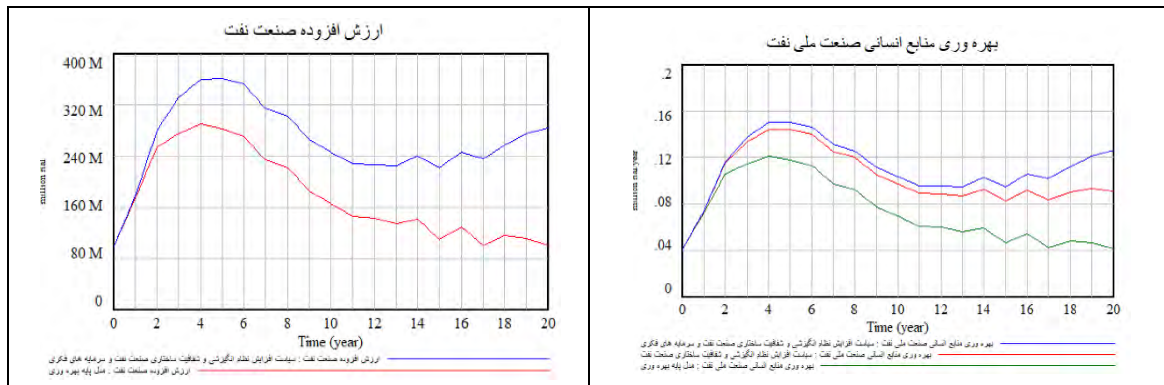 ارزش افزوده صنعت نفت
400 M
320 M
240 M
160 M
80 M
0
0 2 4 6 8 10 12 14 16 18 20
Time (year)
ارزش افزوده صنعت نفت : سیاست افزایش نظام انگیزشی و شفافیت ساختاری صنعت نفت و سرمایه های فکری
ارزش افزوده صنعت نفت : مدل پایه بهره وری
بهره وری منابع انسانی صنعت ملی نفت
.2
.16
.12
.08
.04
0
0 2 4 6 8 10 12 14 16 18 20
Time (year)
بهره وری منابع انسانی صنعت ملی نفت : سیاست افزایش نظام انگیزشی و شفافیت ساختاری صنعت نفت و سرمایه های فکری
بهره وری منابع انسانی صنعت ملی نفت : سیاست افزایش نظام انگیزشی و شفافیت ساختاری صنعت نفت
بهره وری منابع انسانی صنعت ملی نفت : مدل پایه بهره وری